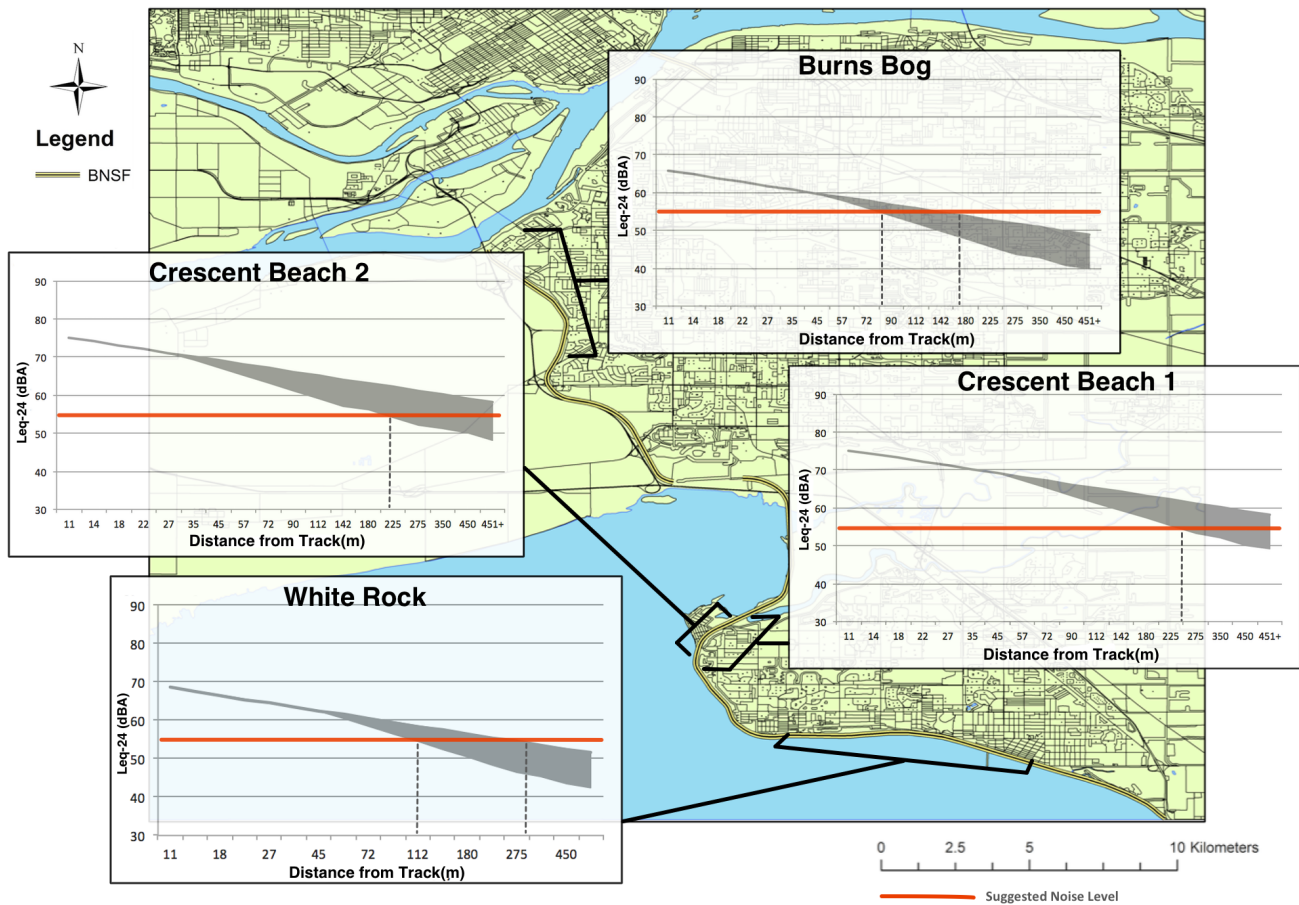 N
Legend
BNSF
Burns Bog
90
80
70
60
50
40
30
Leq-24 (dBA)
11 14 18 22 27 35 45 57 72 90 112 142 180 225 275 350 450 451+
Distance from Track(m)
Crescent Beach 2
90
80
70
60
50
40
30
Leq-24 (dBA)
11 14 18 22 27 35 45 57 72 90 112 142 180 225 275 350 450 451+
Distance from Track(m)
Crescent Beach 1
90
80
70
60
50
40
30
Leq-24 (dBA)
11 14 18 22 27 35 45 57 72 90 112 142 180 225 275 350 450 451+
Distance from Track(m)
White Rock
90
80
70
60
50
40
30
Leq-24 (dBA)
11 18 27 45 72 112 180 275 450
Distance from Track(m)
0 2.5 5 10 Kilometers
Suggested Noise Level